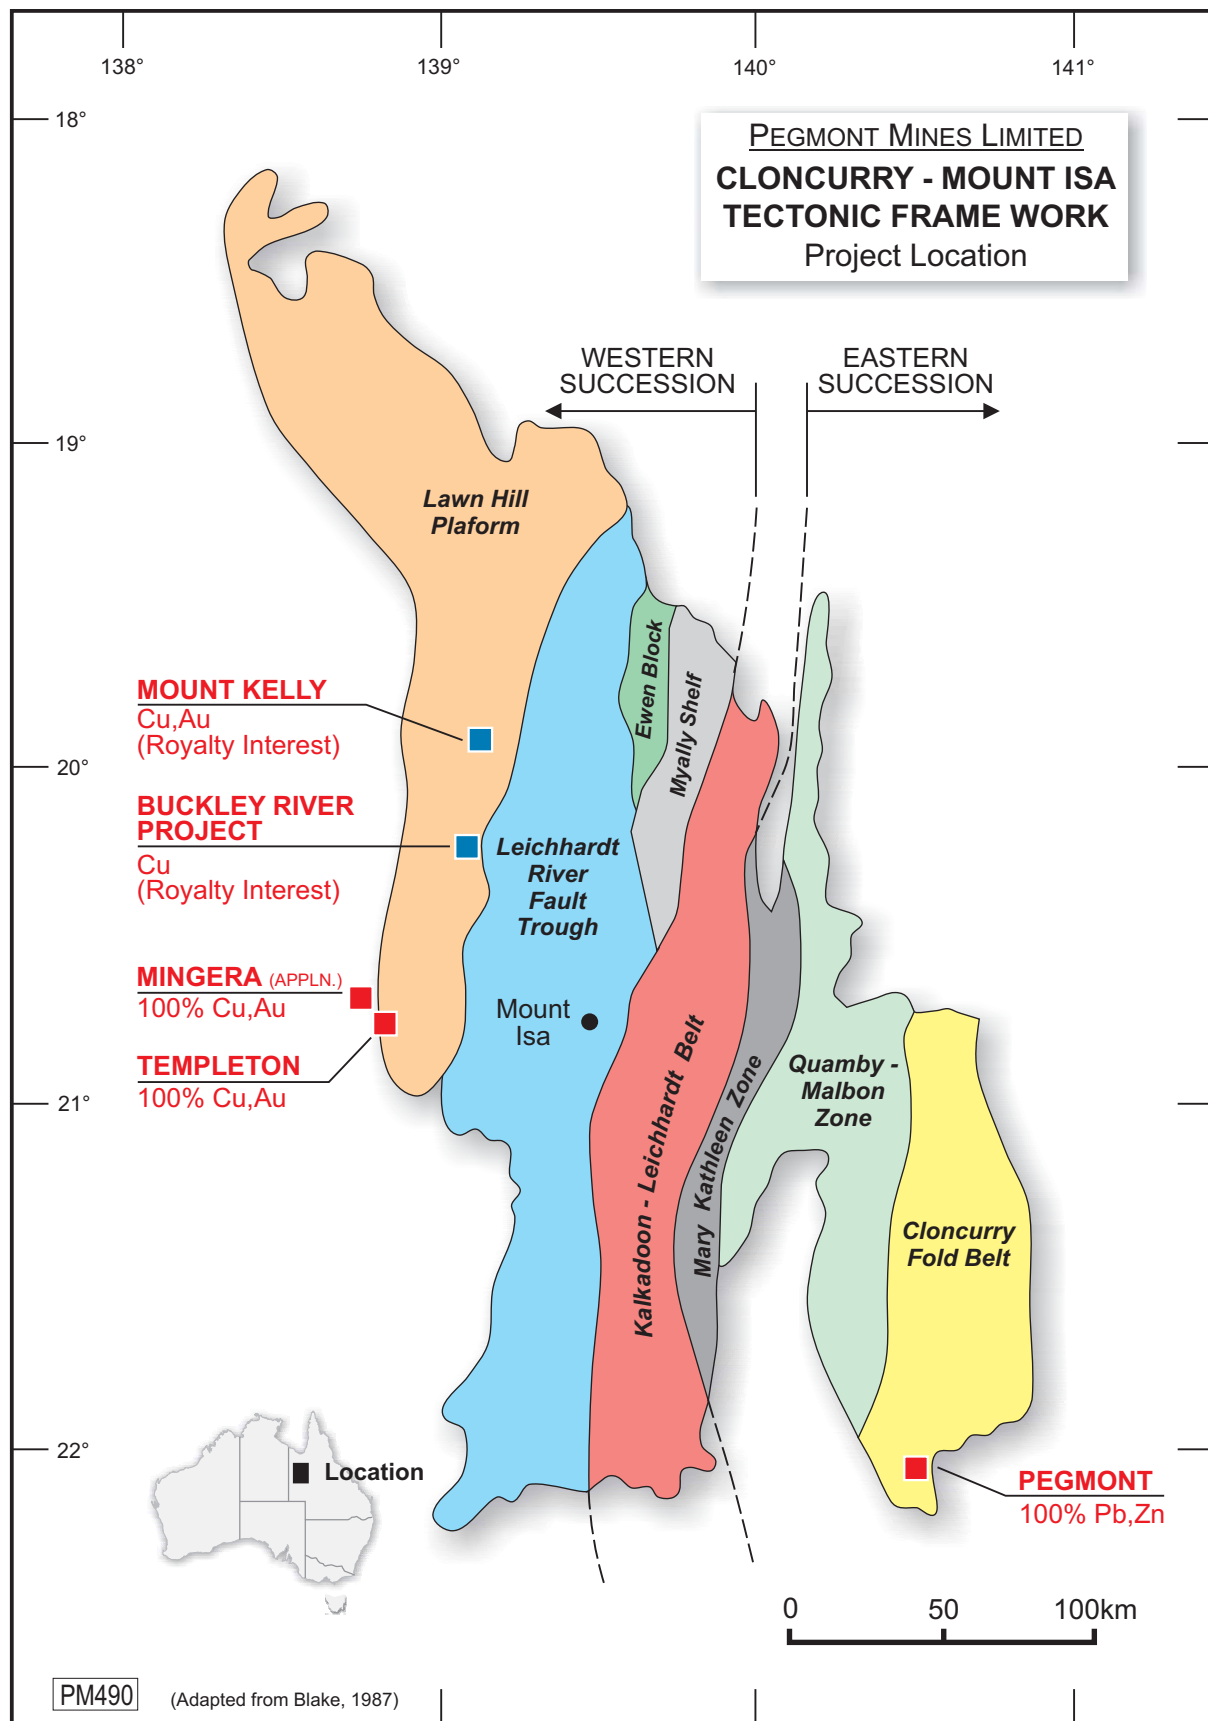 138°
139°
140°
141°
18°
PEGMONT MINES LIMITED
CLONCURRY - MOUNT ISA
TECTONIC FRAME WORK
Project Location
WESTERN
SUCCESSION
EASTERN
SUCCESSION
19°
Lawn Hill
Plaform
Ewen Block
Myally Shelf
MOUNT KELLY
Cu,Au
(Royalty Interest)
20°
BUCKLEY RIVER
PROJECT
Cu
(Royalty Interest)
Leichhardt
River
Fault
Trough
MINGERA (APPLN.)
100% Cu,Au
Mount
Isa
TEMPLETON
100% Cu,Au
21°
Kalkadoon - Leichhardt Belt
Mary Kathleen Zone
Quamby -
Malbon
Zone
Cloncurry
Fold Belt
22°
Location
PEGMONT
100% Pb,Zn
0 50 100km
PM490
(Adapted from Blake, 1987)